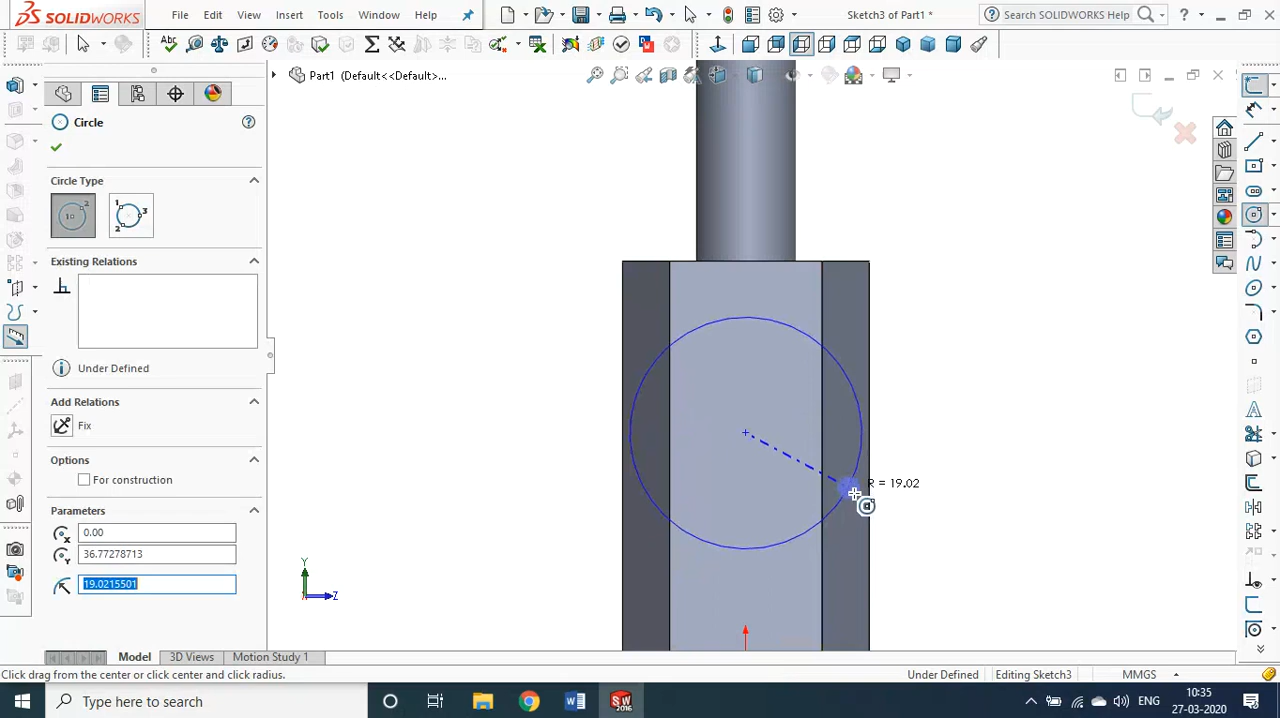 SOLIDWORKS
File Edit View Insert Tools Window Help
Sketch3 of Part1 *
Search SOLIDWORKS Help
?
Part1 (Default<<Default>...
Circle
Circle Type
Existing Relations
Under Defined
Add Relations
Fix
Options
For construction
Parameters
0.00
36.77278713
19.0215501
R = 19.02
Y
Z
Model
3D Views
Motion Study 1
Click drag from the center or click center and click radius.
Under Defined
Editing Sketch3
MMGS
Type here to search
ENG
10:35
27-03-2020